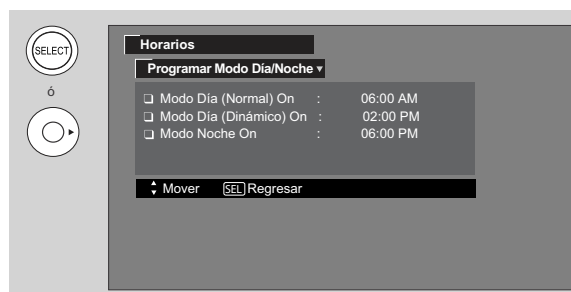 SELECT
ó
Horarios
Programar Modo Día/Noche ▾
❏ Modo Día (Normal) On : 06:00 AM
❏ Modo Día (Dinámico) On : 02:00 PM
❏ Modo Noche On : 06:00 PM
Mover SEL Regresar